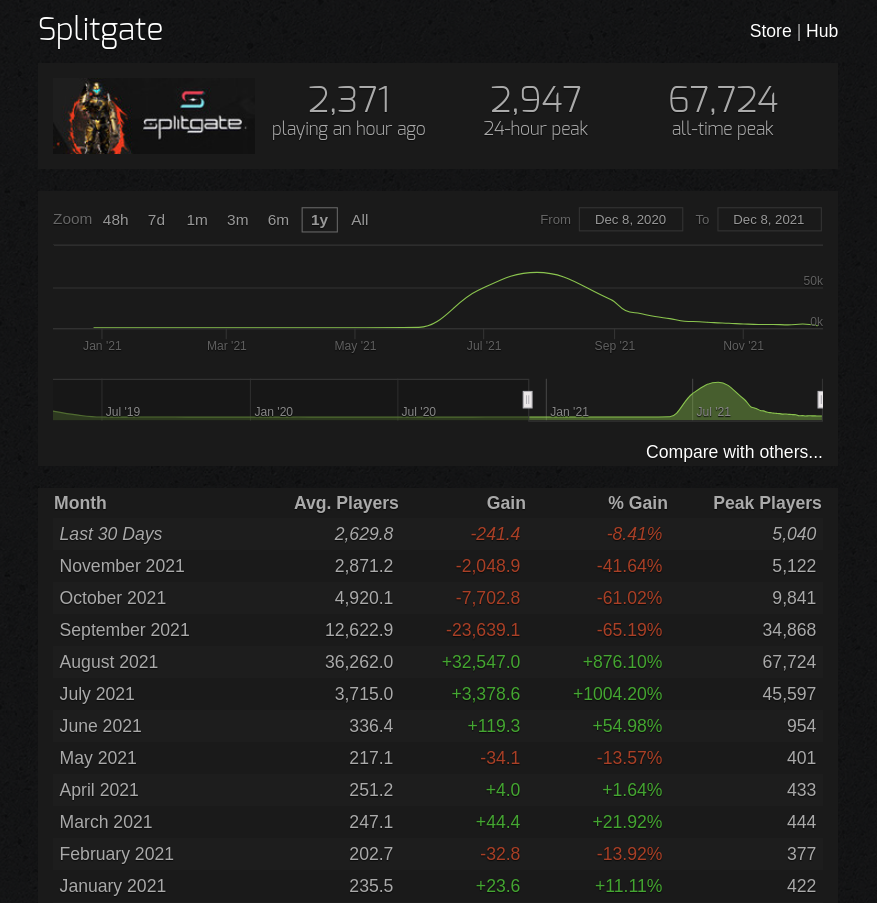 Splitgate
Store | Hub
splitgate
2,371
playing an hour ago
2,947
24-hour peak
67,724
all-time peak
Zoom 48h 7d 1m 3m 6m 1y All
From Dec 8, 2020 To Dec 8, 2021
50k
0k
Jan '21 Mar '21 May '21 Jul '21 Sep '21 Nov '21
Jul '19 Jan '20 Jul '20 Jan '21 Jul '21
Compare with others...
Month Avg. Players Gain % Gain Peak Players
Last 30 Days 2,629.8 -241.4 -8.41% 5,040
November 2021 2,871.2 -2,048.9 -41.64% 5,122
October 2021 4,920.1 -7,702.8 -61.02% 9,841
September 2021 12,622.9 -23,639.1 -65.19% 34,868
August 2021 36,262.0 +32,547.0 +876.10% 67,724
July 2021 3,715.0 +3,378.6 +1004.20% 45,597
June 2021 336.4 +119.3 +54.98% 954
May 2021 217.1 -34.1 -13.57% 401
April 2021 251.2 +4.0 +1.64% 433
March 2021 247.1 +44.4 +21.92% 444
February 2021 202.7 -32.8 -13.92% 377
January 2021 235.5 +23.6 +11.11% 422